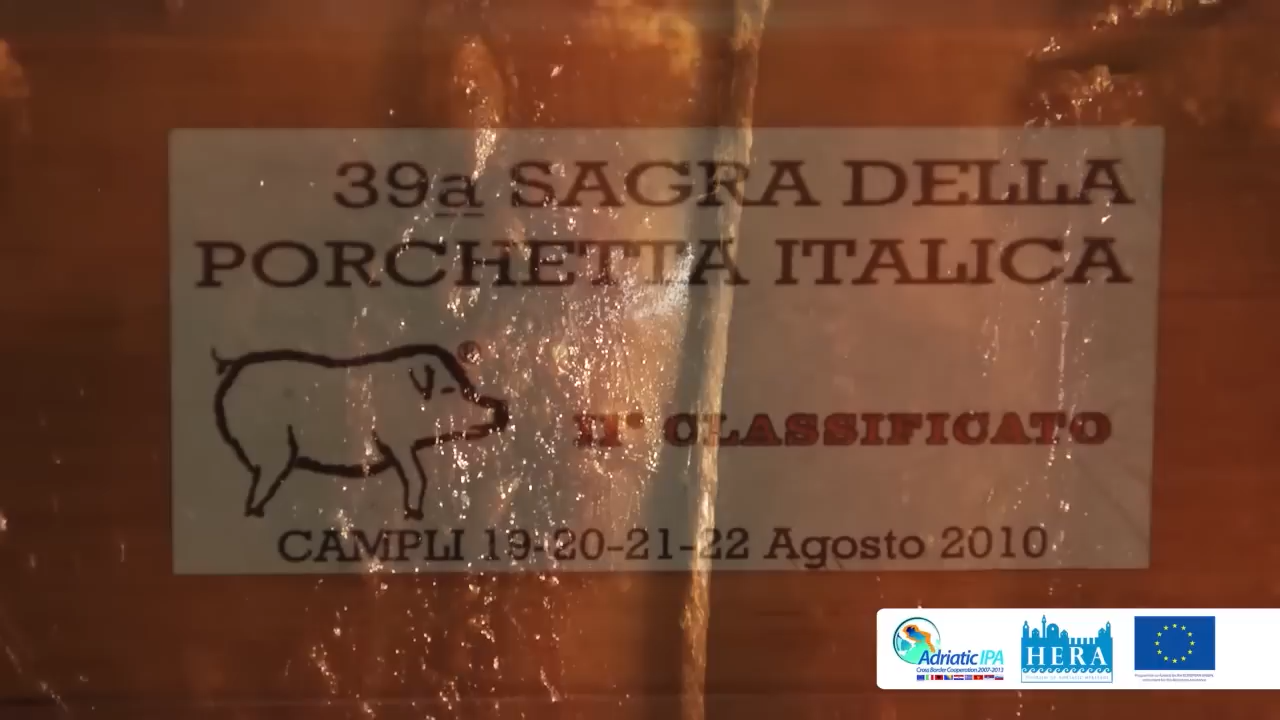 39a SAGRA DELLA
PORCHETTA ITALICA
®
II° CLASSIFICATO
CAMPLI 19-20-21-22 Agosto 2010
Adriatic IPA
Cross Border Cooperation 2007-2013
HERA